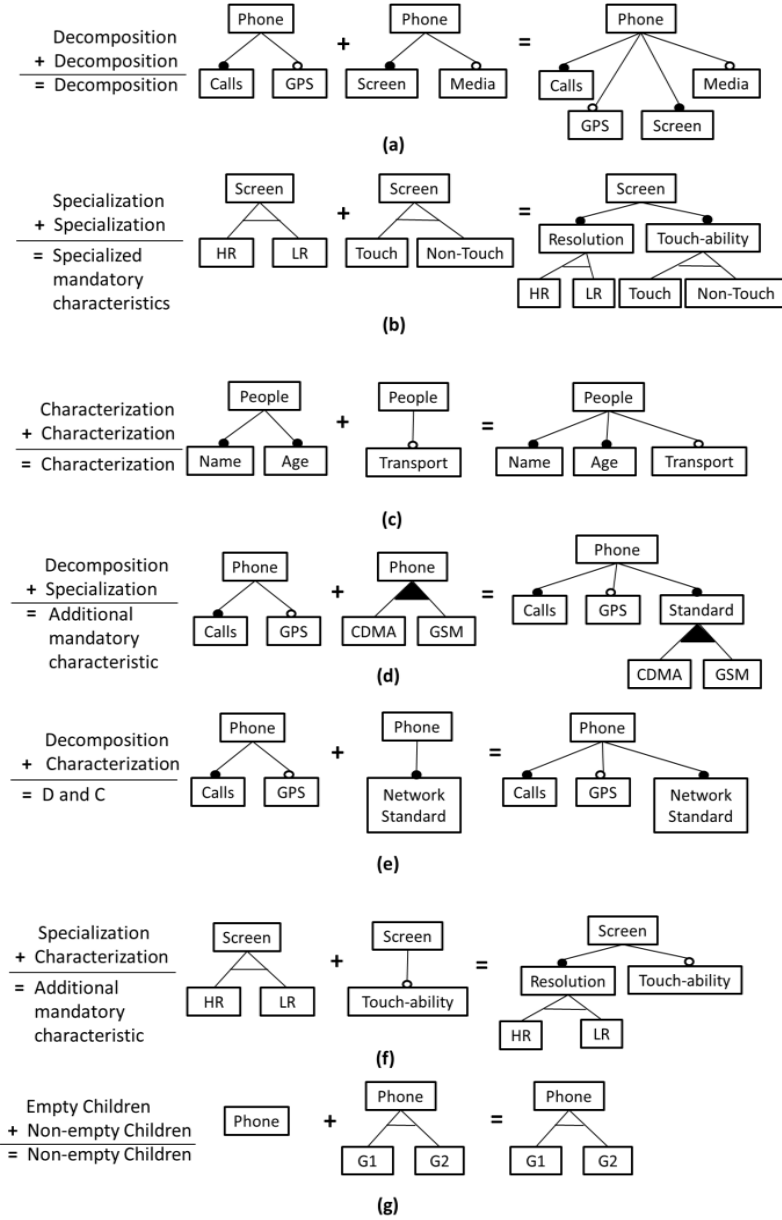 Decomposition
+ Decomposition
= Decomposition
Phone
Calls GPS
+
Phone
Screen Media
=
Phone
Calls Media
GPS Screen
(a)
Specialization
+ Specialization
= Specialized
mandatory
characteristics
Screen
HR LR
+
Screen
Touch Non-Touch
=
Screen
Resolution Touch-ability
HR LR Touch Non-Touch
(b)
Characterization
+ Characterization
= Characterization
People
Name Age
+
People
Transport
=
People
Name Age Transport
(c)
Decomposition
+ Specialization
= Additional
mandatory
characteristic
Phone
Calls GPS
+
Phone
CDMA GSM
=
Phone
Calls GPS Standard
CDMA GSM
(d)
Decomposition
+ Characterization
= D and C
Phone
Calls GPS
+
Phone
Network
Standard
=
Phone
Calls GPS Network
Standard
(e)
Specialization
+ Characterization
= Additional
mandatory
characteristic
Screen
HR LR
+
Screen
Touch-ability
=
Screen
Resolution Touch-ability
HR LR
(f)
Empty Children
+ Non-empty Children
= Non-empty Children
Phone
+
Phone
G1 G2
=
Phone
G1 G2
(g)